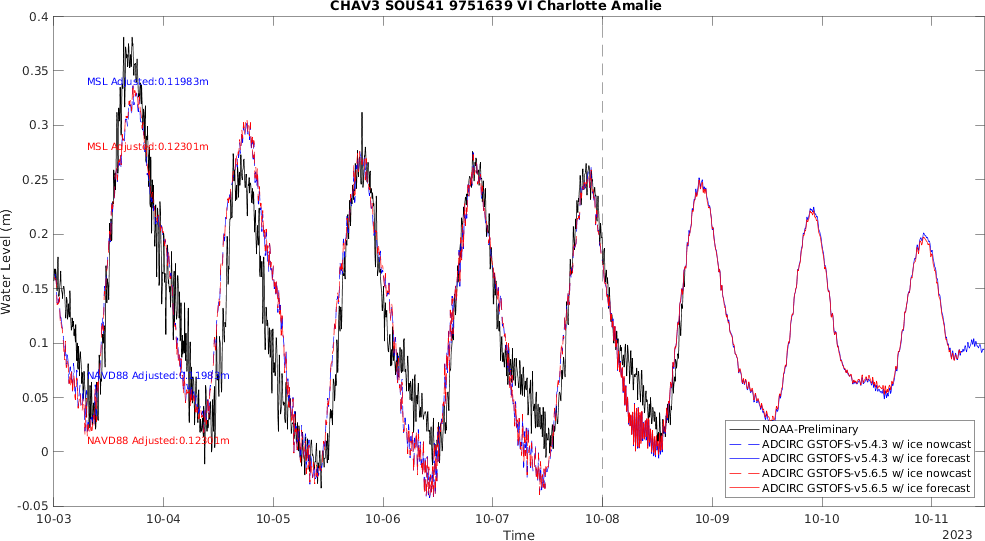 CHAV3 SOUS41 9751639 VI Charlotte Amalie
0.4
0.35
0.3
0.25
0.2
0.15
0.1
0.05
0
-0.05
Water Level (m)
MSL Adjusted:0.11983m
MSL Adjusted:0.12301m
NAVD88 Adjusted:0.11983m
NAVD88 Adjusted:0.12301m
NOAA-Preliminary
ADCIRC GSTOFS-v5.4.3 w/ ice nowcast
ADCIRC GSTOFS-v5.4.3 w/ ice forecast
ADCIRC GSTOFS-v5.6.5 w/ ice nowcast
ADCIRC GSTOFS-v5.6.5 w/ ice forecast
10-03 10-04 10-05 10-06 10-07 10-08 10-09 10-10 10-11
Time
2023